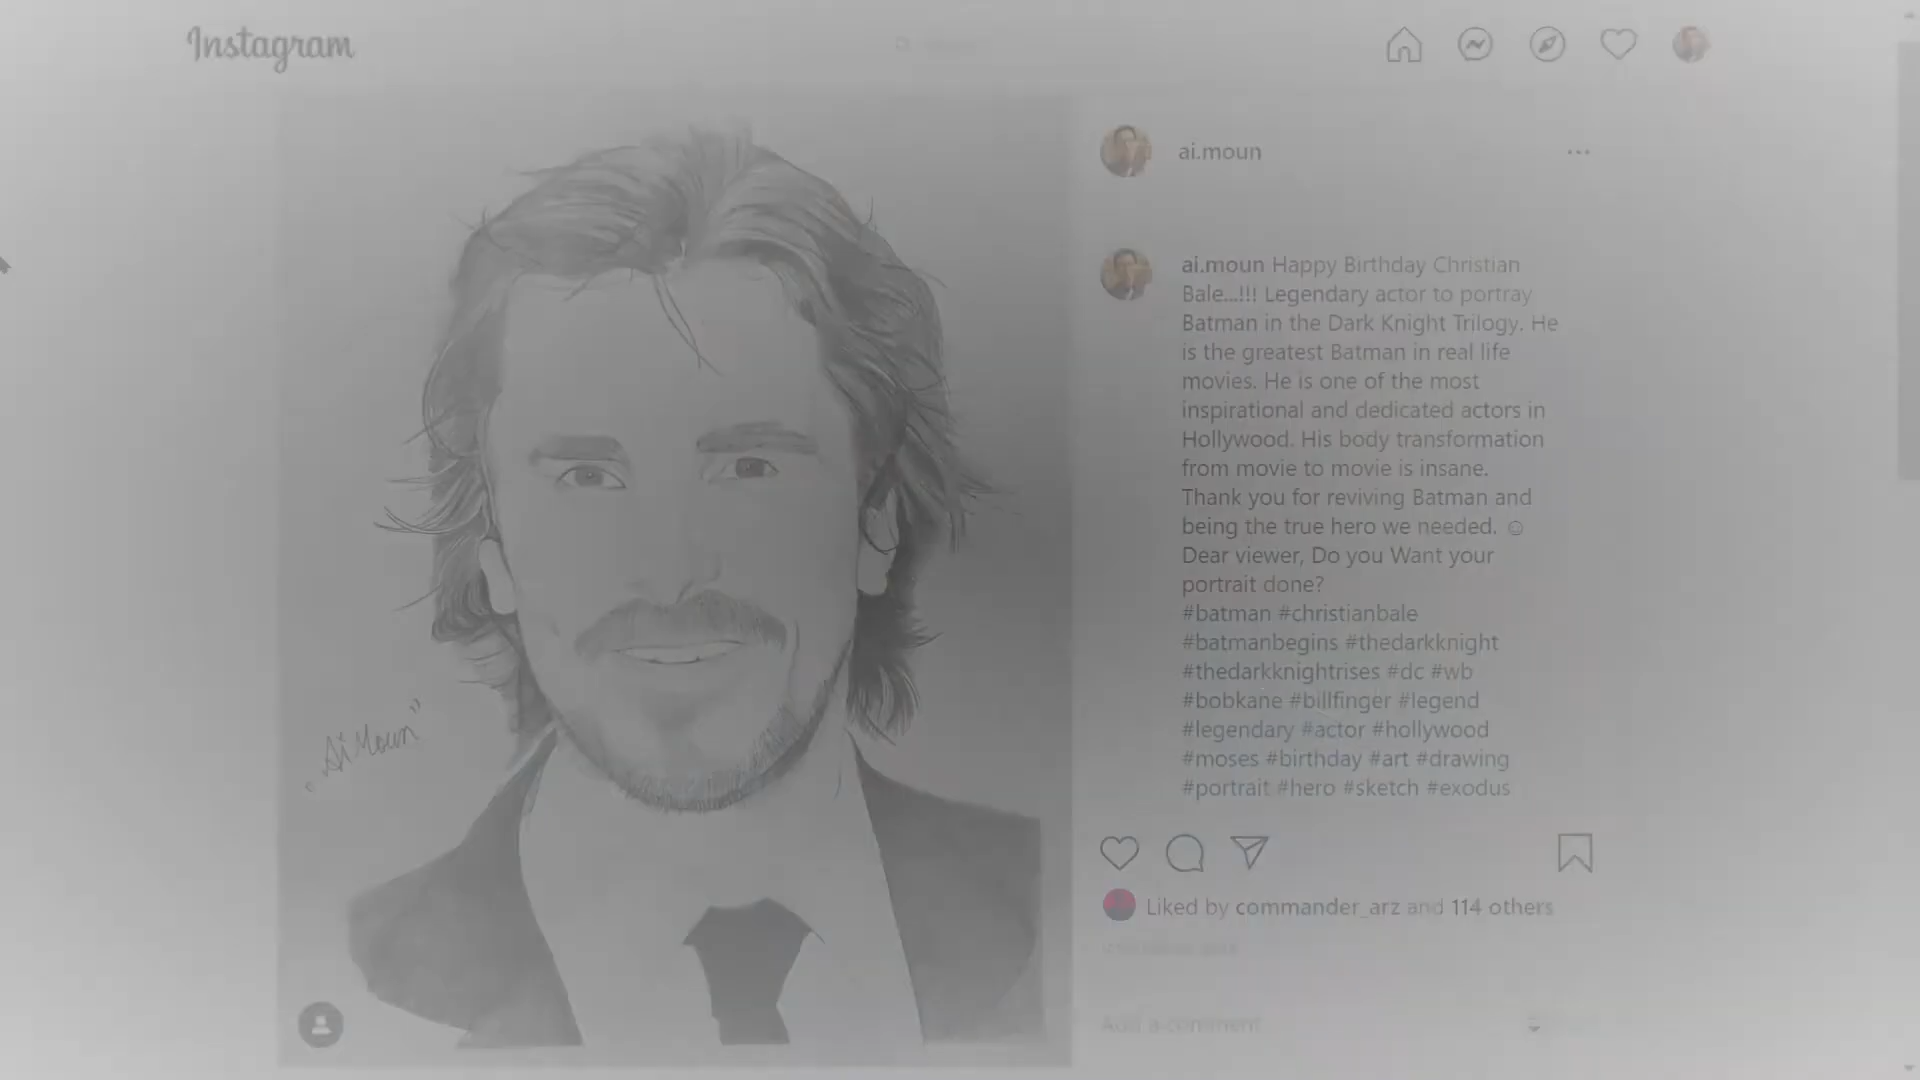 Instagram
ai.moun
ai.moun Happy Birthday Christian
Bale...!!! Legendary actor to portray
Batman in the Dark Knight Trilogy. He
is the greatest Batman in real life
movies. He is one of the most
inspirational and dedicated actors in
Hollywood. His body transformation
from movie to movie is insane.
Thank you for reviving Batman and
being the true hero we needed. ☺
Dear viewer, Do you Want your
portrait done?
#batman #christianbale
#batmanbegins #thedarkknight
#thedarkknightrises #dc #wb
#bobkane #billfinger #legend
#legendary #actor #hollywood
#moses #birthday #art #drawing
#portrait #hero #sketch #exodus
Liked by commander_arz and 114 others
Add a comment
"AiMoun"